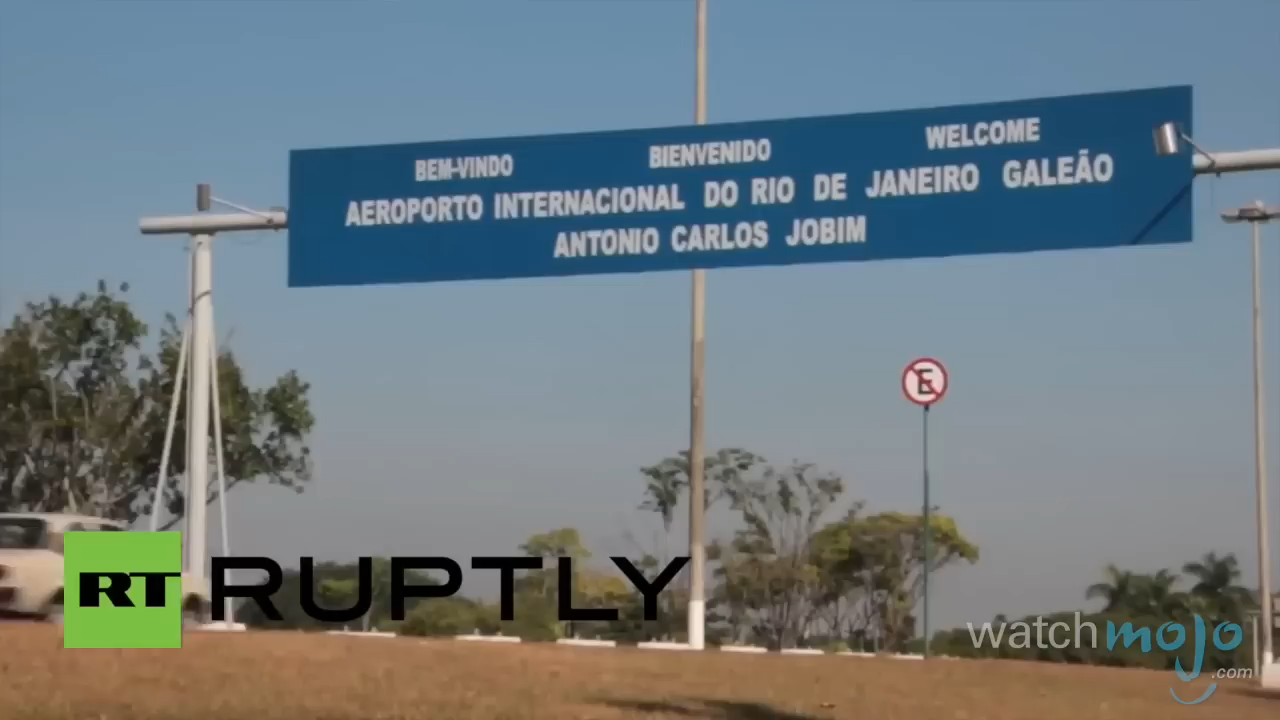 BEM-VINDO BIENVENIDO WELCOME
AEROPORTO INTERNACIONAL DO RIO DE JANEIRO GALEÃO
ANTONIO CARLOS JOBIM
E
RT RUPTLY
watchmojo
.com